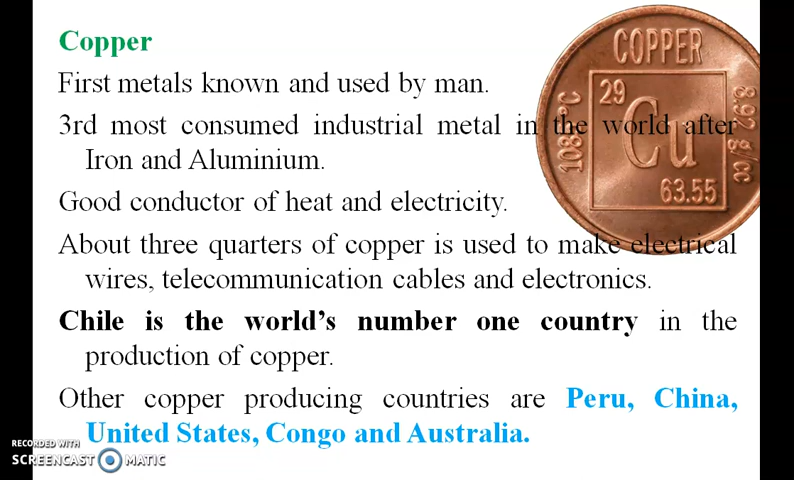 Copper
First metals known and used by man.
3rd most consumed industrial metal in the world after
Iron and Aluminium.
Good conductor of heat and electricity.
About three quarters of copper is used to make electrical
wires, telecommunication cables and electronics.
Chile is the world's number one country in the
production of copper.
Other copper producing countries are Peru, China,
United States, Congo and Australia.
COPPER
29
Cu
63.55
8.97 g/cc
RECORDED WITH
SCREENCAST MATIC